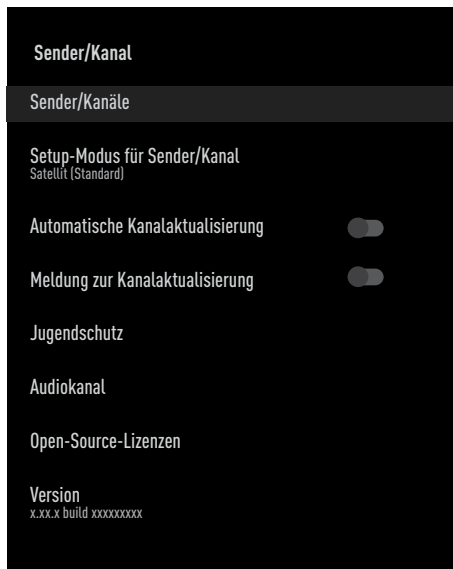 Sender/Kanal
Sender/Kanäle
Setup-Modus für Sender/Kanal
Satellit (Standard)
Automatische Kanalaktualisierung
Meldung zur Kanalaktualisierung
Jugendschutz
Audiokanal
Open-Source-Lizenzen
Version
x.xx.x build xxxxxxxxx